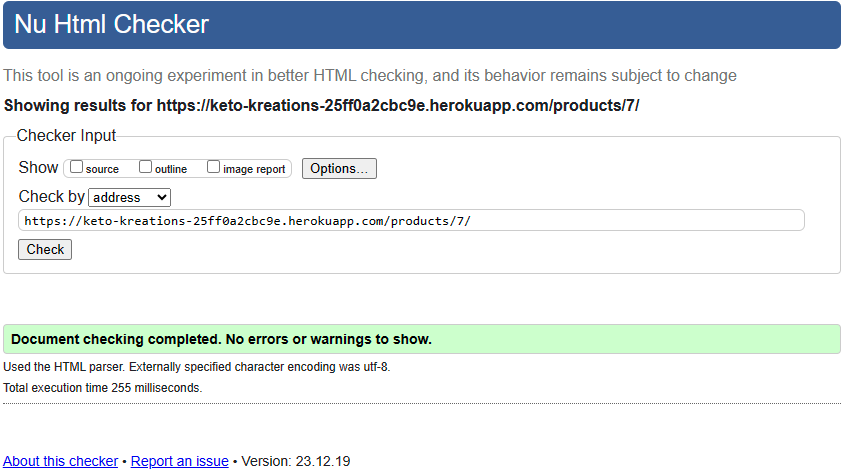 Nu Html Checker
This tool is an ongoing experiment in better HTML checking, and its behavior remains subject to change
Showing results for https://keto-kreations-25ff0a2cbc9e.herokuapp.com/products/7/
Checker Input
Show source outline image report Options...
Check by address
https://keto-kreations-25ff0a2cbc9e.herokuapp.com/products/7/
Check
Document checking completed. No errors or warnings to show.
Used the HTML parser. Externally specified character encoding was utf-8.
Total execution time 255 milliseconds.
About this checker • Report an issue • Version: 23.12.19